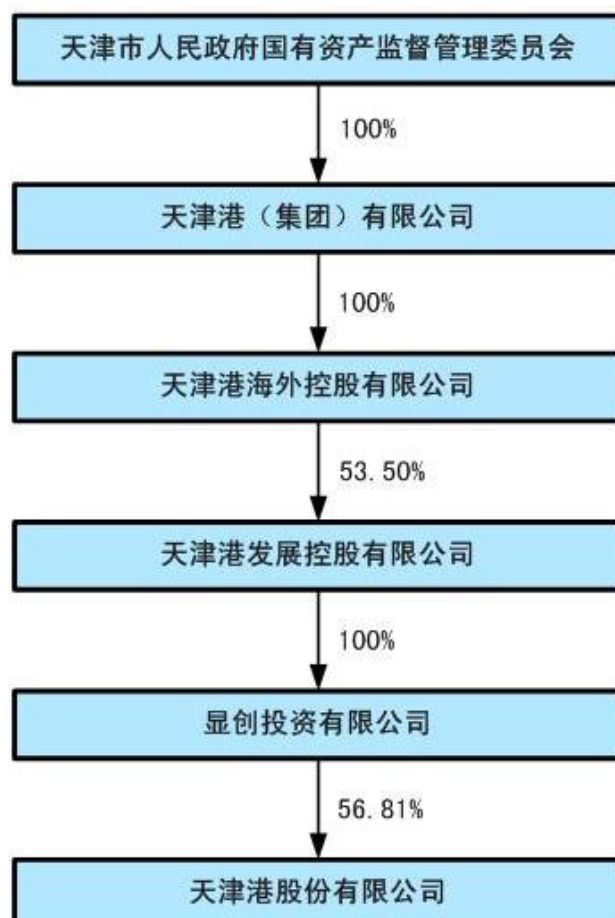 天津市人民政府国有资产监督管理委员会
100%
天津港（集团）有限公司
100%
天津港海外控股有限公司
53.50%
天津港发展控股有限公司
100%
显创投资有限公司
56.81%
天津港股份有限公司